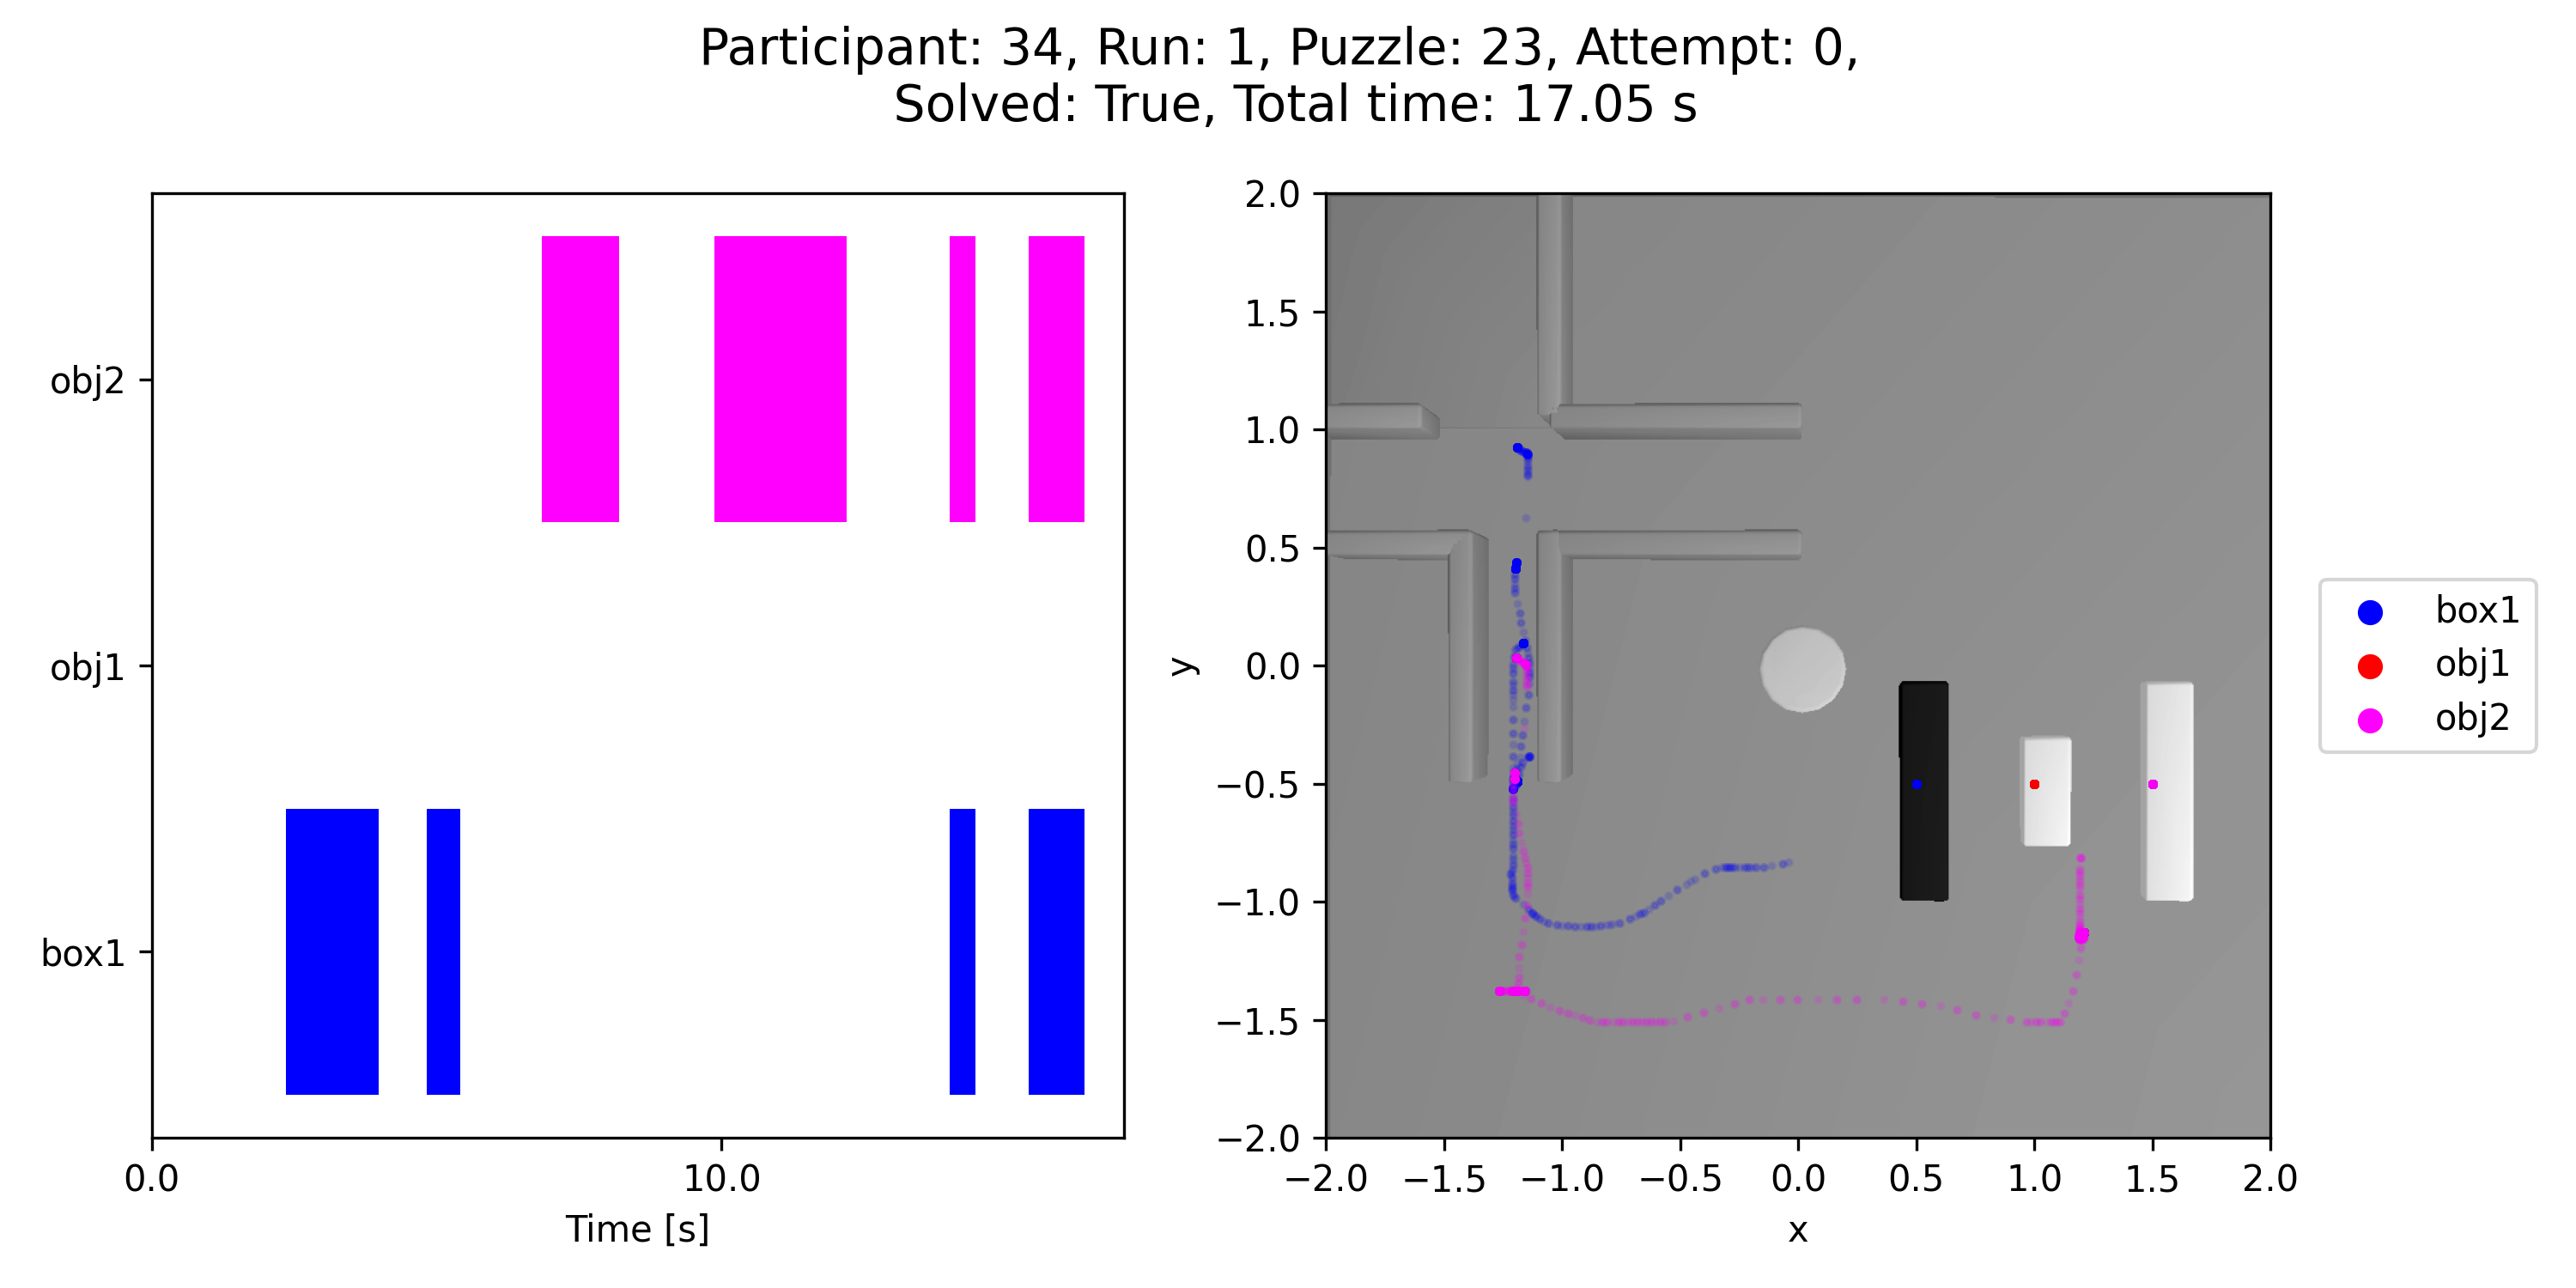 Participant: 34, Run: 1, Puzzle: 23, Attempt: 0,
Solved: True, Total time: 17.05 s
obj2
obj1
box1
0.0
10.0
Time [s]
2.0
1.5
1.0
0.5
0.0
−0.5
−1.0
−1.5
−2.0
y
−2.0
−1.5
−1.0
−0.5
0.0
0.5
1.0
1.5
2.0
x
box1
obj1
obj2